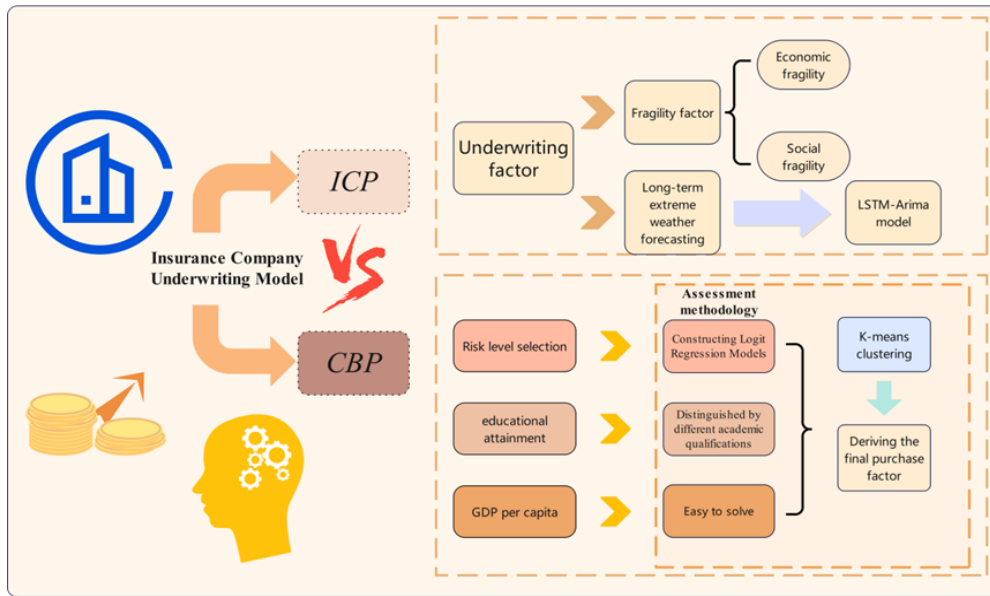 Insurance Company
Underwriting Model
ICP
VS
CBP
Underwriting
factor
Fragility factor
Economic
fragility
Social
fragility
Long-term
extreme
weather
forecasting
LSTM-Arima
model
Assessment
methodology
Risk level selection
Constructing Logit
Regression Models
educational
attainment
Distinguished by
different academic
qualifications
GDP per capita
Easy to solve
K-means
clustering
Deriving the
final purchase
factor